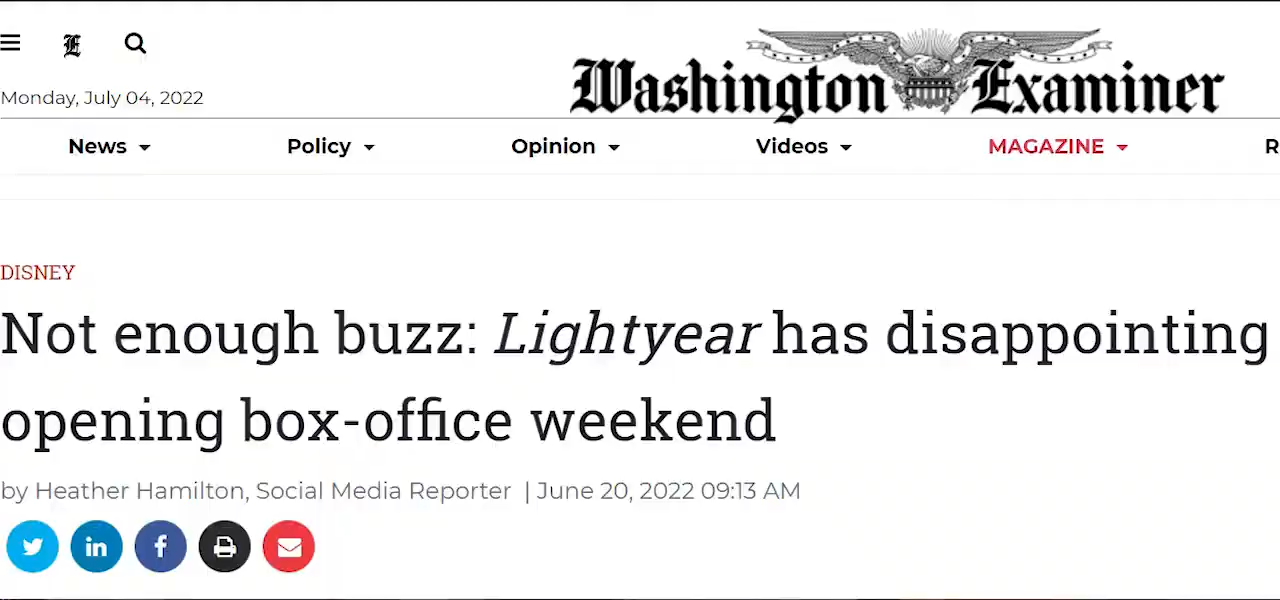 Washington Examiner
Monday, July 04, 2022
News Policy Opinion Videos MAGAZINE R
DISNEY
Not enough buzz: Lightyear has disappointing
opening box-office weekend
by Heather Hamilton, Social Media Reporter | June 20, 2022 09:13 AM